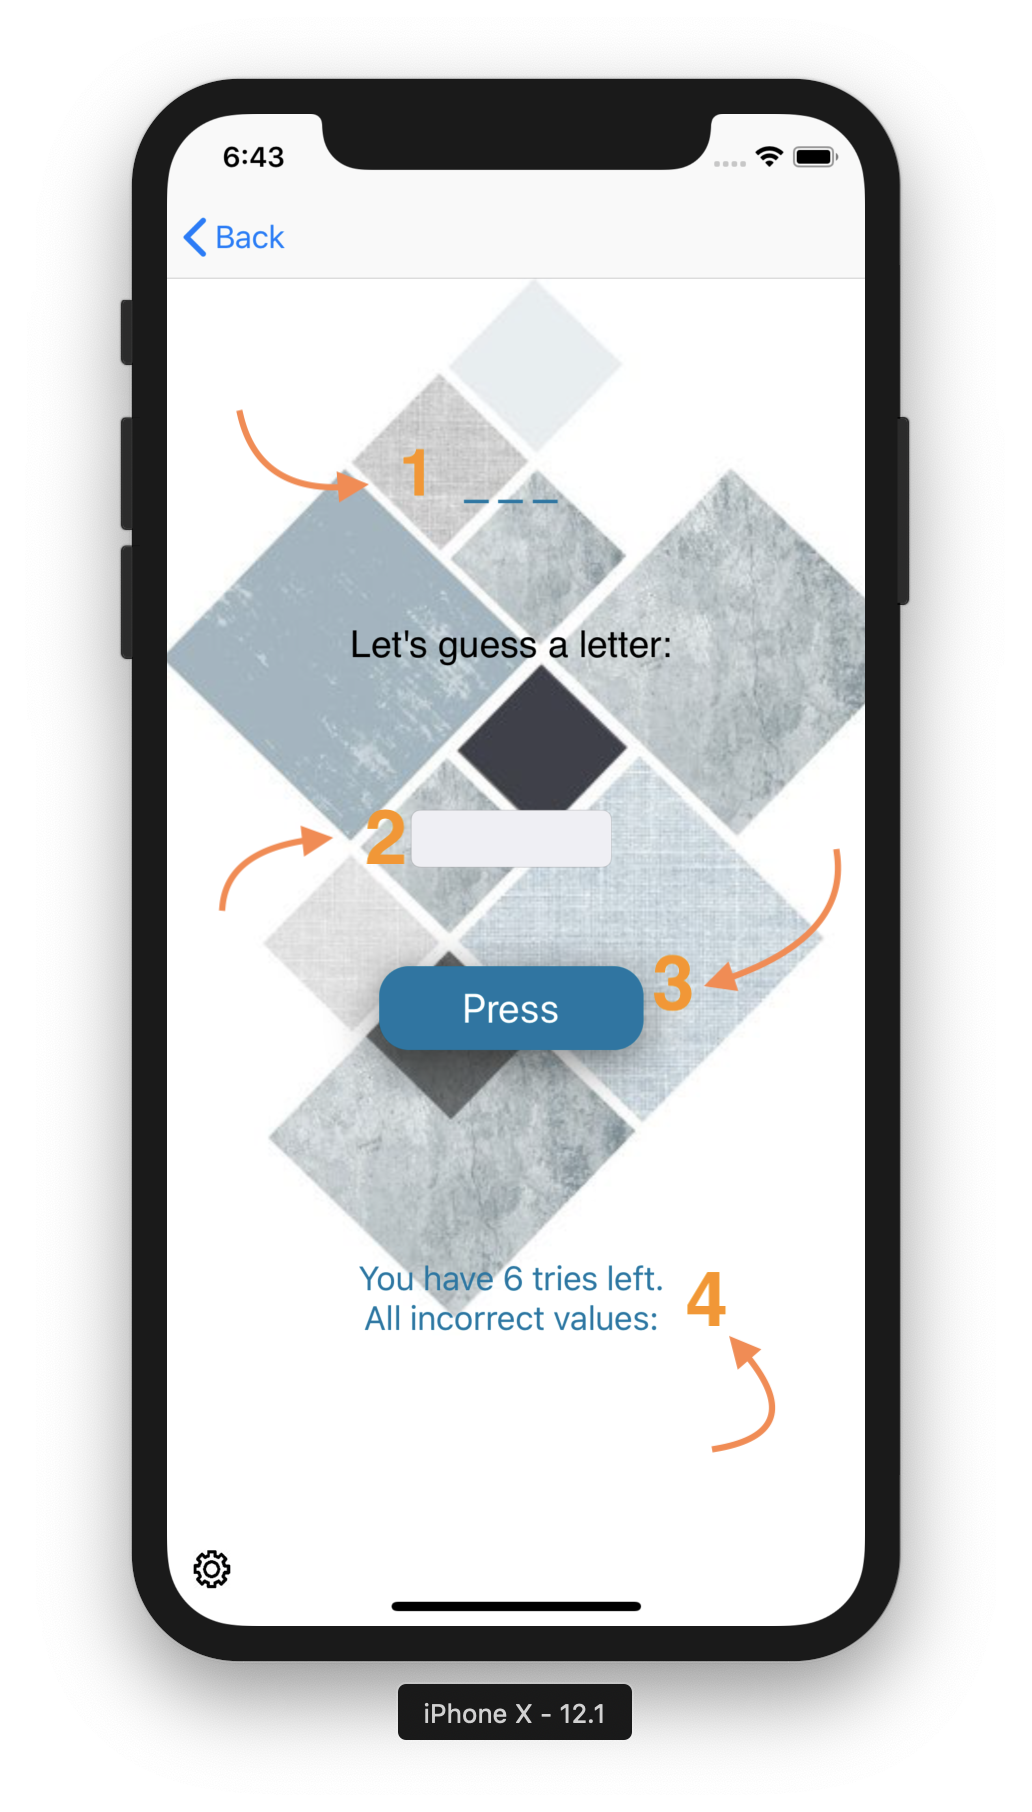 6:43
Back
1 _ _ _
Let's guess a letter:
2
Press 3
You have 6 tries left.
All incorrect values:
4
iPhone X - 12.1